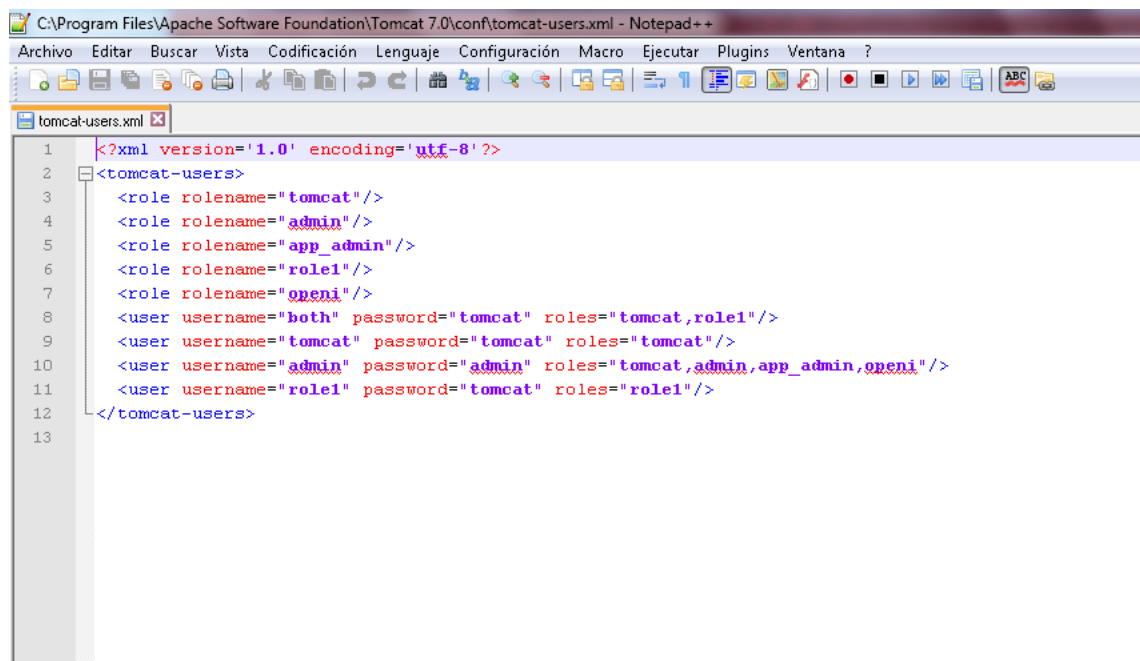 C:\Program Files\Apache Software Foundation\Tomcat 7.0\conf\tomcat-users.xml - Notepad++
Archivo Editar Buscar Vista Codificación Lenguaje Configuración Macro Ejecutar Plugins Ventana ?
ABC
tomcat-users.xml
1 <?xml version='1.0' encoding='utf-8'?>
2 <tomcat-users>
3 <role rolename="tomcat"/>
4 <role rolename="admin"/>
5 <role rolename="app_admin"/>
6 <role rolename="role1"/>
7 <role rolename="openi"/>
8 <user username="both" password="tomcat" roles="tomcat,role1"/>
9 <user username="tomcat" password="tomcat" roles="tomcat"/>
10 <user username="admin" password="admin" roles="tomcat,admin,app_admin,openi"/>
11 <user username="role1" password="tomcat" roles="role1"/>
12 </tomcat-users>
13